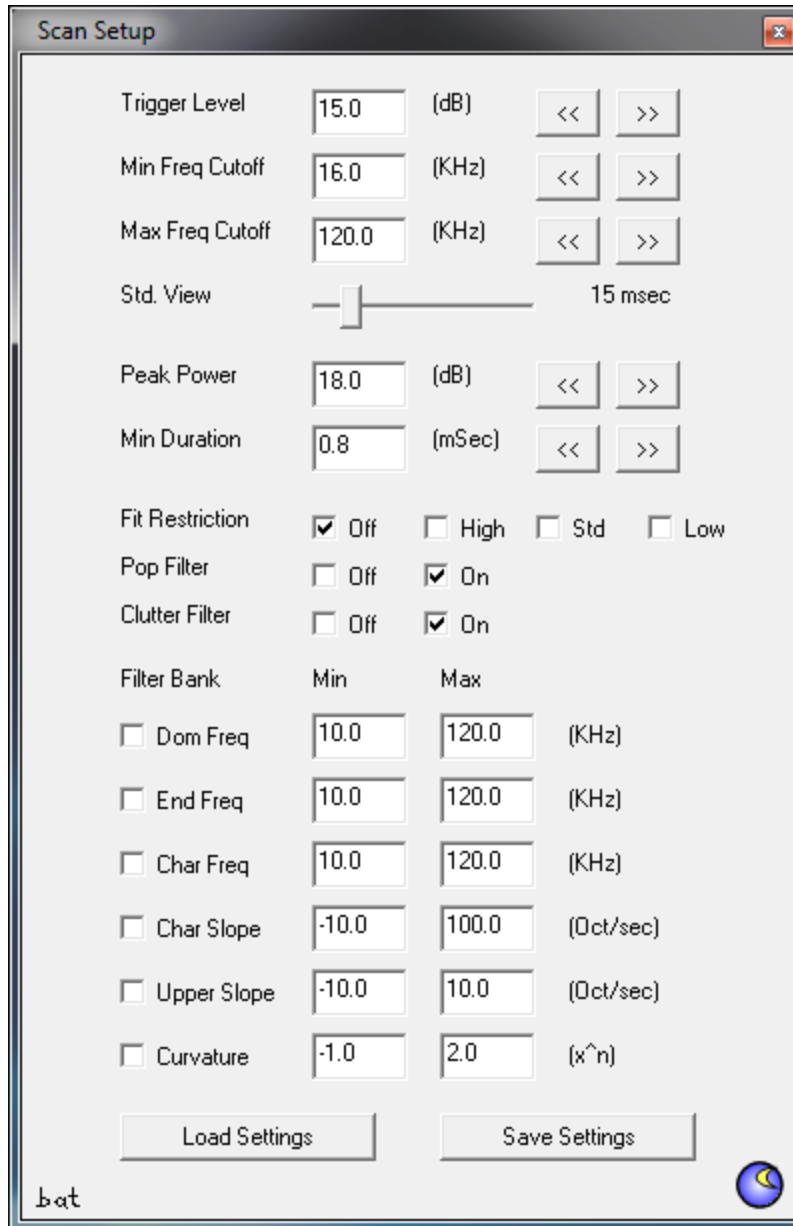 Scan Setup
Trigger Level 15.0 (dB) << >>
Min Freq Cutoff 16.0 (KHz) << >>
Max Freq Cutoff 120.0 (KHz) << >>
Std. View 15 msec
Peak Power 18.0 (dB) << >>
Min Duration 0.8 (mSec) << >>
Fit Restriction Off High Std Low
Pop Filter Off On
Clutter Filter Off On
Filter Bank Min Max
Dom Freq 10.0 120.0 (KHz)
End Freq 10.0 120.0 (KHz)
Char Freq 10.0 120.0 (KHz)
Char Slope -10.0 100.0 (Oct/sec)
Upper Slope -10.0 10.0 (Oct/sec)
Curvature -1.0 2.0 (x^n)
Load Settings Save Settings
bat